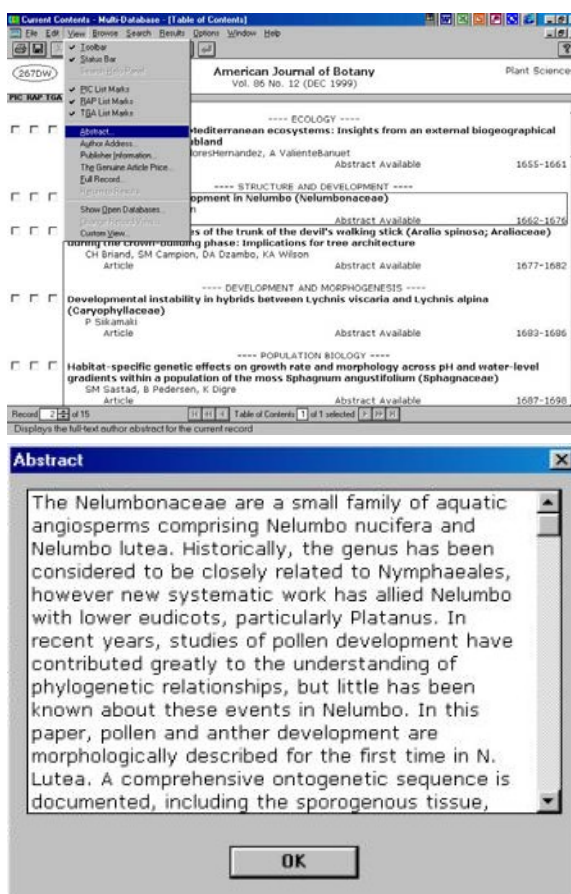 Current Contents - Multi-Database - [Table of Contents]
File Edit View Browse Search Results Options Window Help
Toolbar
Status Bar
Search Help Panel
PIC List Marks
RAP List Marks
TGA List Marks
Abstract...
Author Address...
Publisher Information...
The Genuine Article Price...
Full Record...
Show Open Databases...
Custom View...
267DW
American Journal of Botany
Plant Science
Vol. 86 No. 12 (DEC 1999)
PIC RAP TGA
---- ECOLOGY ----
Mediterranean ecosystems: Insights from an external biogeographical
bland
loresHernandez, A ValienteBanuet
Abstract Available 1655-1661
---- STRUCTURE AND DEVELOPMENT ----
opment in Nelumbo (Nelumbonaceae)
n
Abstract Available 1662-1676
es of the trunk of the devil's walking stick (Aralia spinosa; Araliaceae)
during the crown-building phase: Implications for tree architecture
CH Briand, SM Campion, DA Dzambo, KA Wilson
Article Abstract Available 1677-1682
---- DEVELOPMENT AND MORPHOGENESIS ----
Developmental instability in hybrids between Lychnis viscaria and Lychnis alpina
(Caryophyllaceae)
P Siikamaki
Article Abstract Available 1683-1686
---- POPULATION BIOLOGY ----
Habitat-specific genetic effects on growth rate and morphology across pH and water-level
gradients within a population of the moss Sphagnum angustifolium (Sphagnaceae)
SM Sastad, B Pedersen, K Digre
Article Abstract Available 1687-1698
Record 2 of 15 Table of Contents 1 of 1 selected
Displays the full-text author abstract for the current record
Abstract
The Nelumbonaceae are a small family of aquatic
angiosperms comprising Nelumbo nucifera and
Nelumbo lutea. Historically, the genus has been
considered to be closely related to Nymphaeales,
however new systematic work has allied Nelumbo
with lower eudicots, particularly Platanus. In
recent years, studies of pollen development have
contributed greatly to the understanding of
phylogenetic relationships, but little has been
known about these events in Nelumbo. In this
paper, pollen and anther development are
morphologically described for the first time in N.
Lutea. A comprehensive ontogenetic sequence is
documented, including the sporogenous tissue,
OK